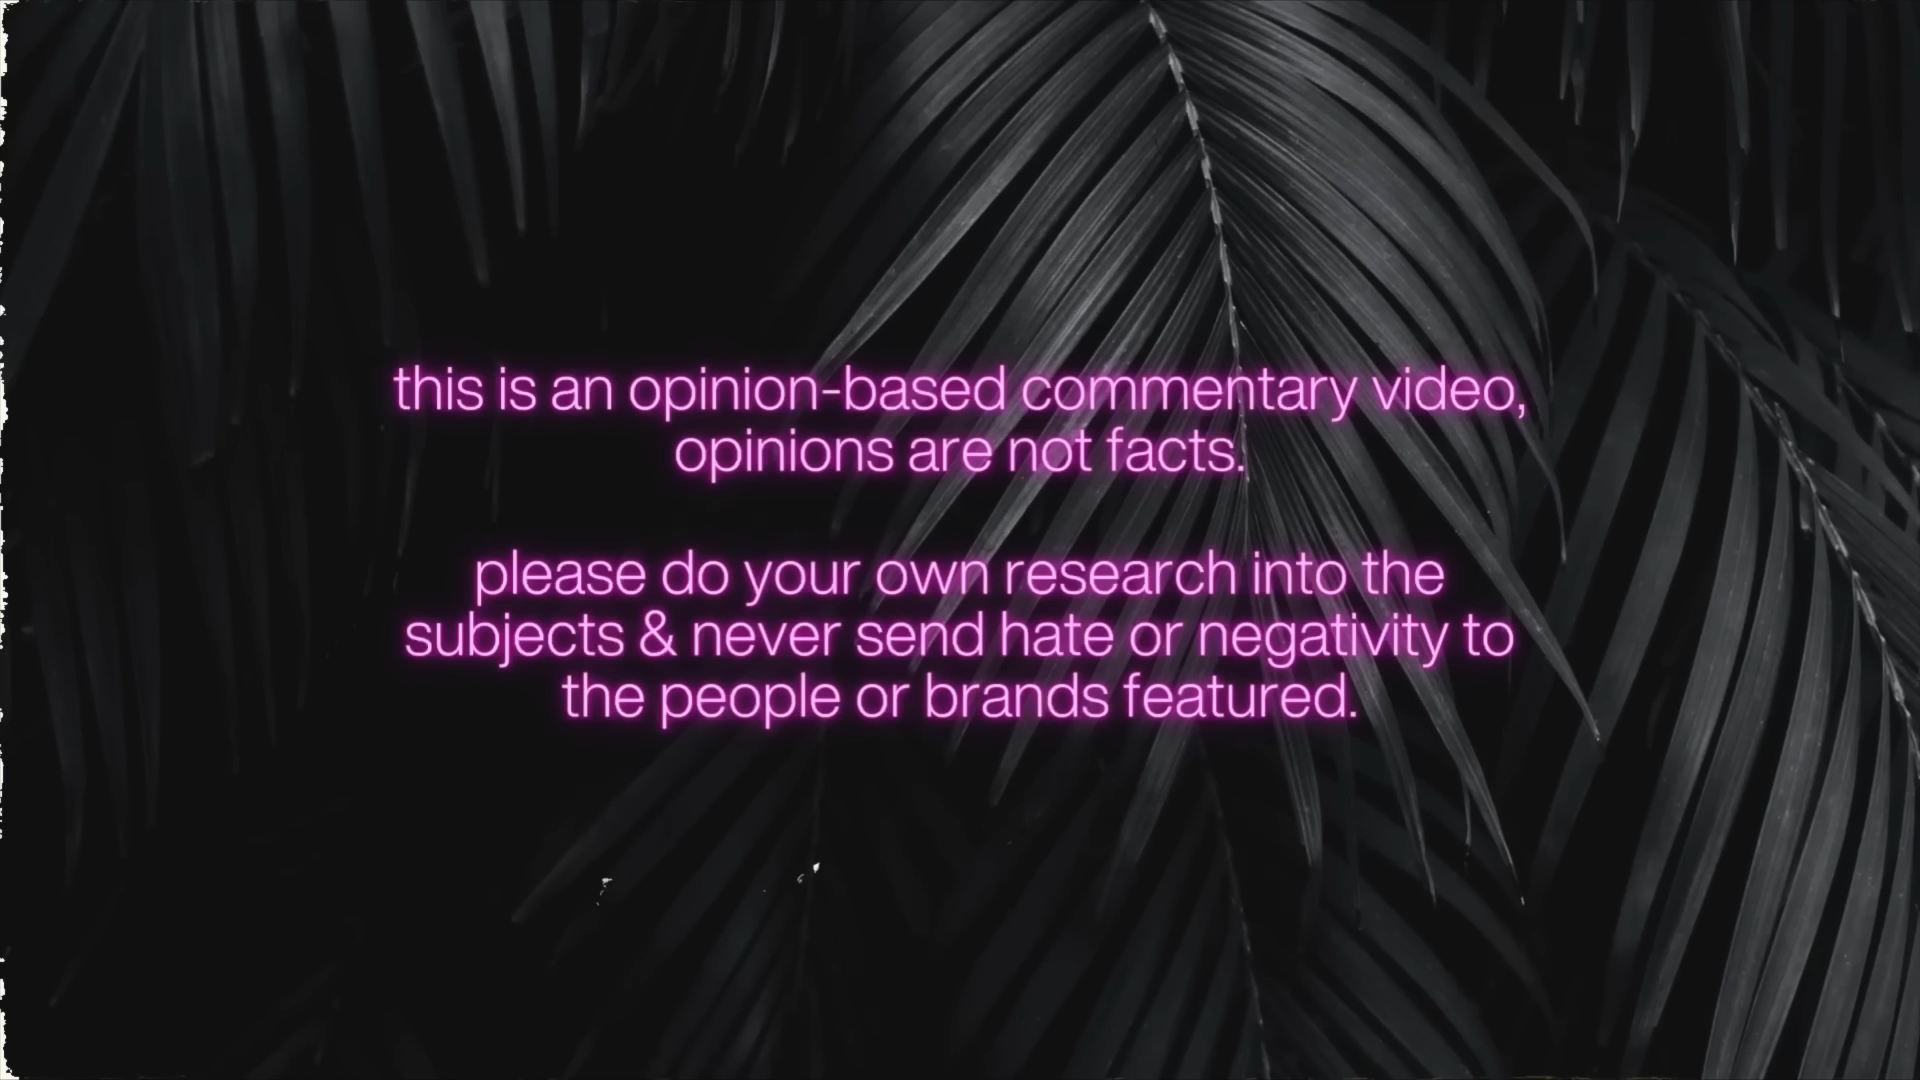 this is an opinion-based commentary video,
opinions are not facts.
please do your own research into the
subjects & never send hate or negativity to
the people or brands featured.